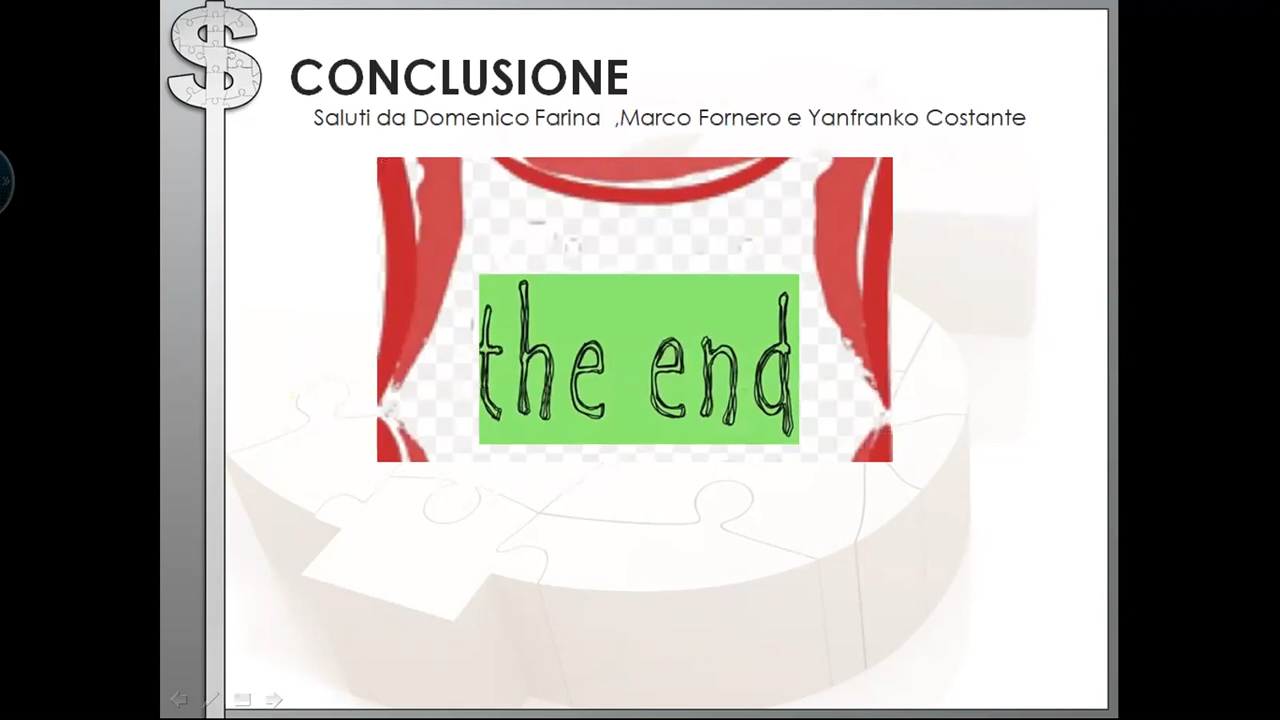 CONCLUSIONE
Saluti da Domenico Farina ,Marco Fornero e Yanfranko Costante
the end